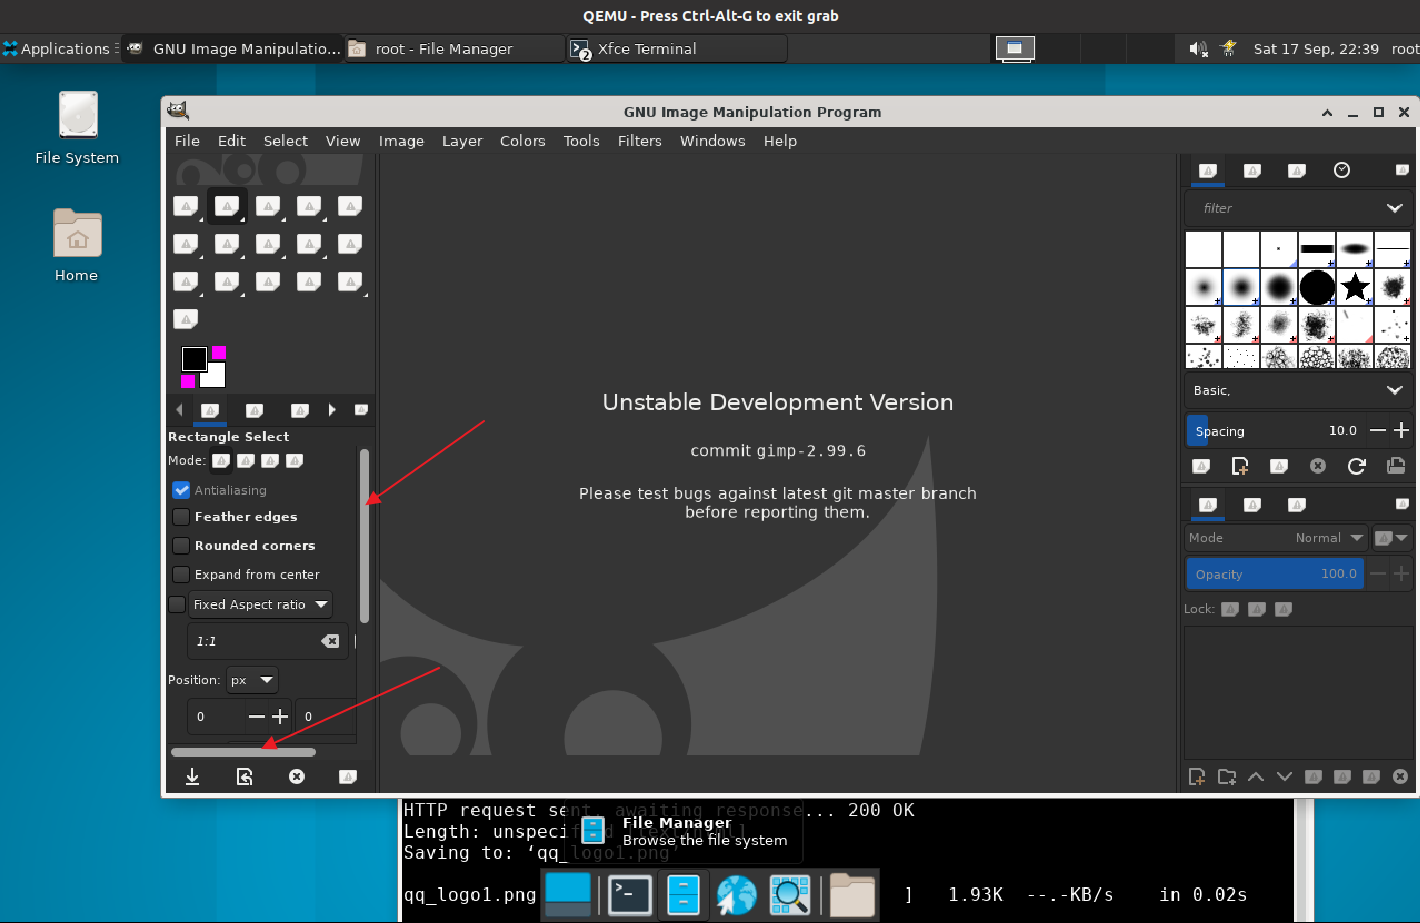 QEMU - Press Ctrl-Alt-G to exit grab
Applications
GNU Image Manipulatio...
root - File Manager
2
Xfce Terminal
Sat 17 Sep, 22:39
root
File System
Home
GNU Image Manipulation Program
File Edit Select View Image Layer Colors Tools Filters Windows Help
Rectangle Select
Mode:
Antialiasing
Feather edges
Rounded corners
Expand from center
Fixed Aspect ratio
1:1
Position: px
0
0
Unstable Development Version
commit gimp-2.99.6
Please test bugs against latest git master branch
before reporting them.
filter
Basic,
Spacing 10.0
Mode Normal
Opacity 100.0
Lock:
HTTP request sent, awaiting response... 200 OK
Length: unspecified [text/html]
Saving to: ‘qq_logo1.png’
File Manager
Browse the file system
qq_logo1.png ] 1.93K --.-KB/s in 0.02s